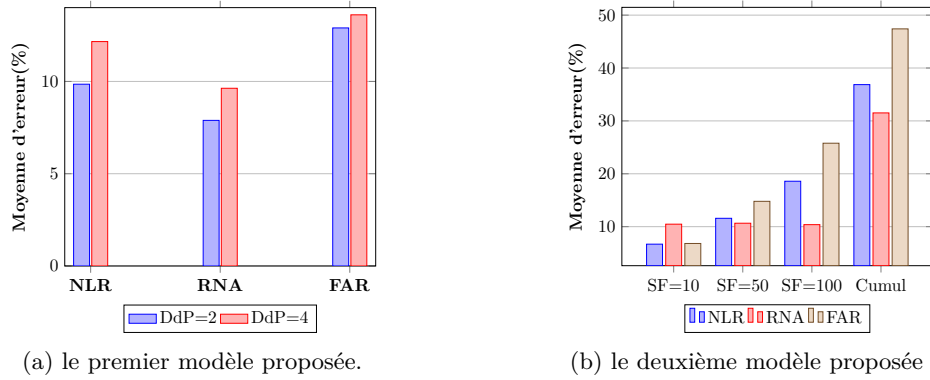 Moyenne d'erreur(%)
10
5
0
NLR RNA FAR
DdP=2 DdP=4
(a) le premier modèle proposée.
Moyenne d'erreur(%)
50
40
30
20
10
SF=10 SF=50 SF=100 Cumul
NLR RNA FAR
(b) le deuxième modèle proposée